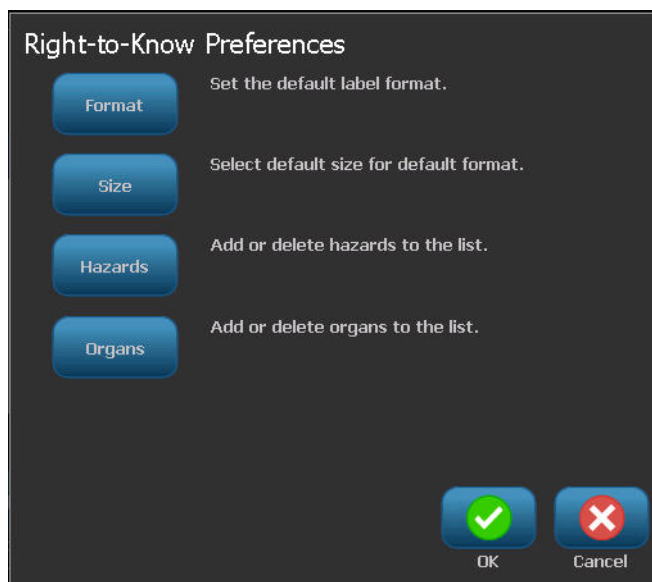 Right-to-Know Preferences
Format
Set the default label format.
Size
Select default size for default format.
Hazards
Add or delete hazards to the list.
Organs
Add or delete organs to the list.
OK
Cancel